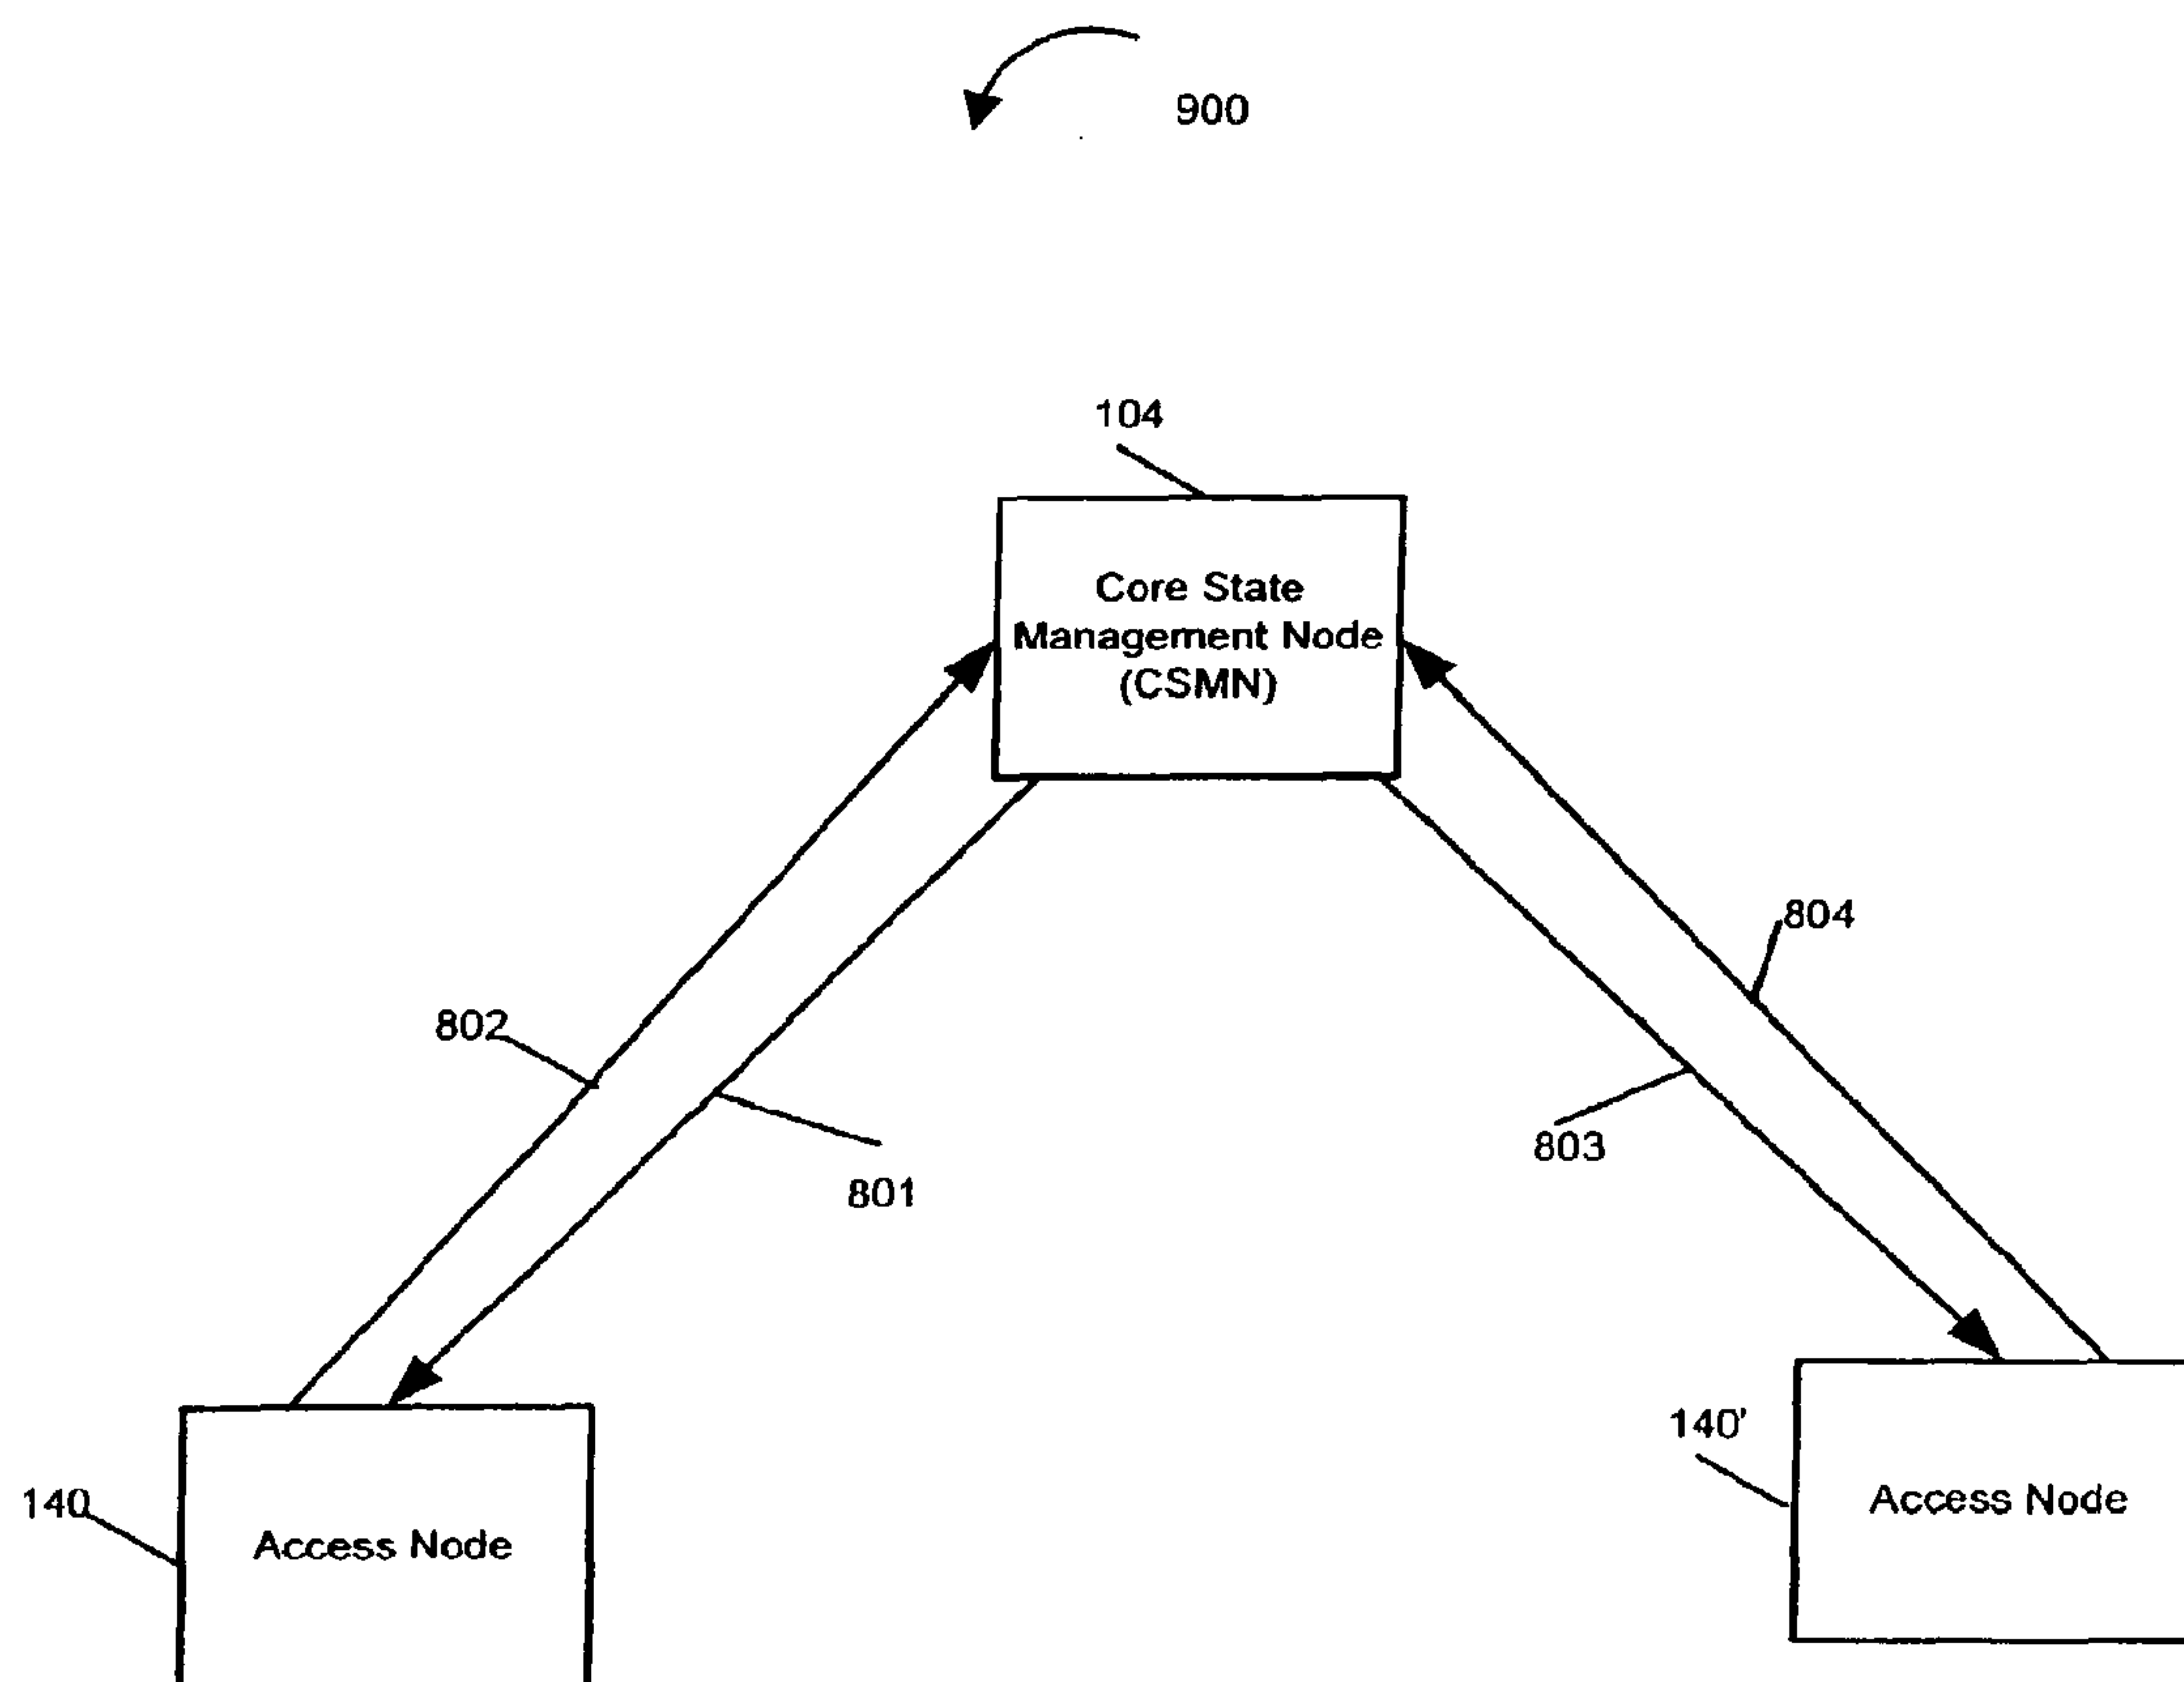 900
104
Core State
Management Node
(CSMN)
804
802
803
801
140'
Access Node
140
Access Node